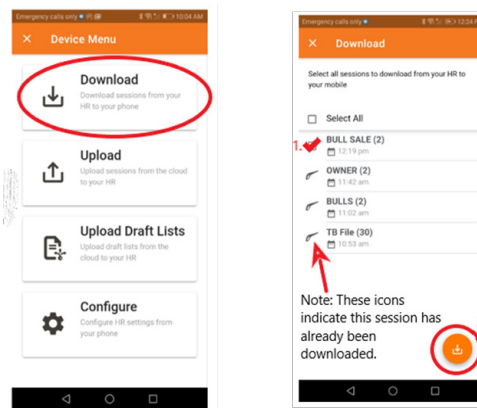 Emergency calls only
10:04 AM
Device Menu
Download
Download sessions from your
HR to your phone
Upload
Upload sessions from the cloud
to your HR
Upload Draft Lists
Upload draft lists from the
cloud to your HR
Configure
Configure HR settings from
your phone
Emergency calls only
12:24 P
Download
Select all sessions to download from your HR to
your mobile
Select All
1.
BULL SALE (2)
12:19 pm
OWNER (2)
11:42 am
BULLS (2)
11:02 am
TB File (30)
10:53 am
Note: These icons
indicate this session has
already been
downloaded.